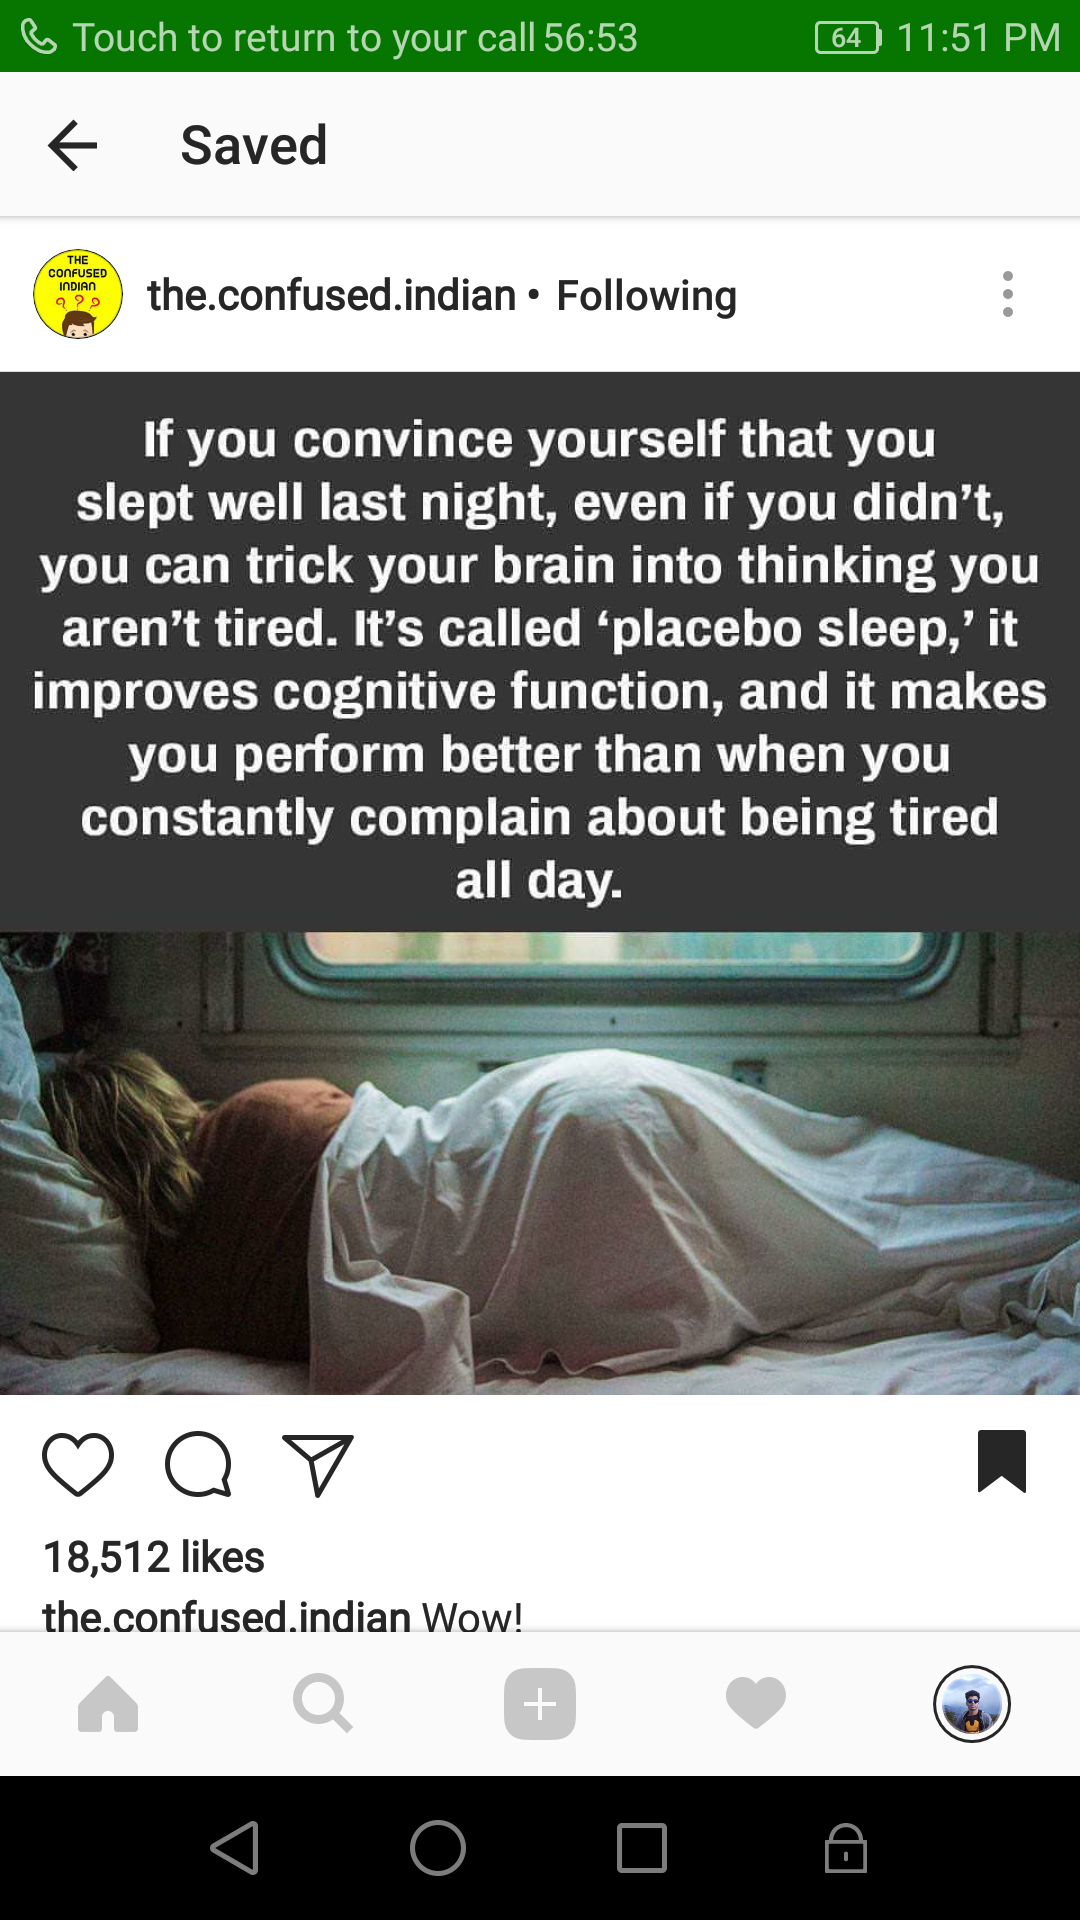 Touch to return to your call 56:53 64 11:51 PM
Saved
THE
CONFUSED
INDIAN
???
the.confused.indian • Following
If you convince yourself that you
slept well last night, even if you didn’t,
you can trick your brain into thinking you
aren’t tired. It’s called ‘placebo sleep,’ it
improves cognitive function, and it makes
you perform better than when you
constantly complain about being tired
all day.
18,512 likes
the.confused.indian Wow!